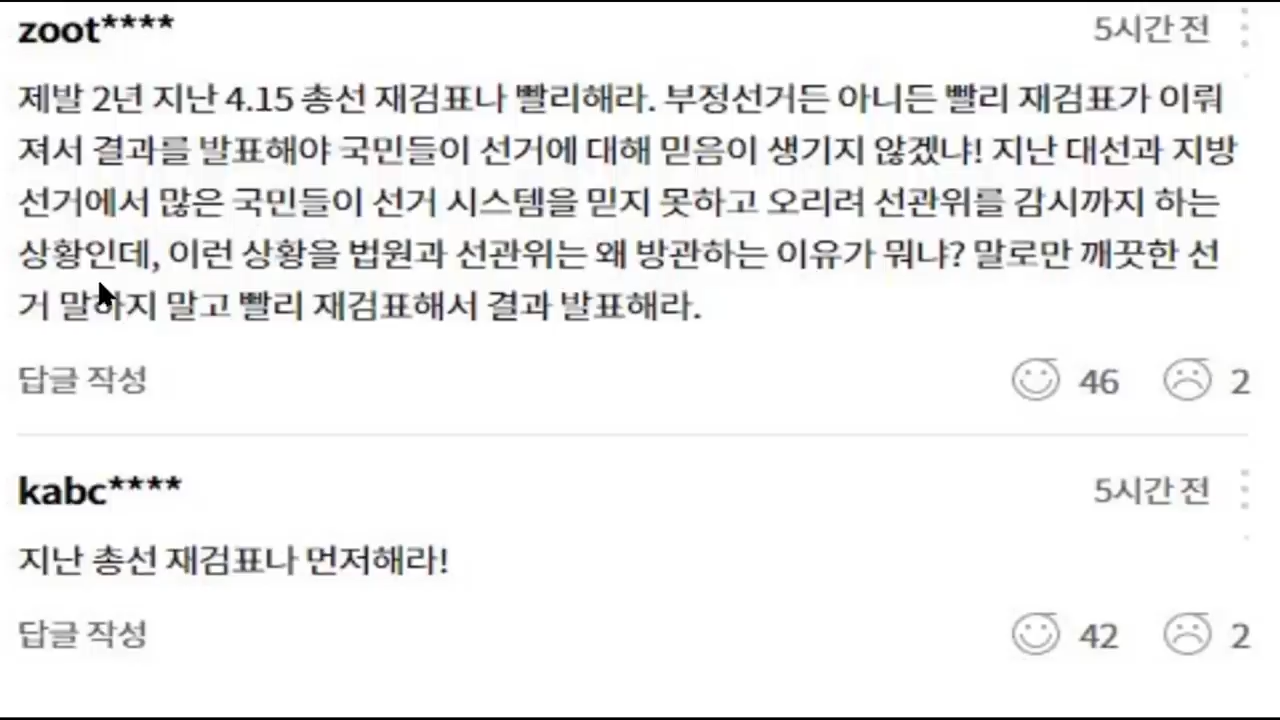 zoot****
5시간 전
제발 2년 지난 4.15 총선 재검표나 빨리해라. 부정선거든 아니든 빨리 재검표가 이뤄
져서 결과를 발표해야 국민들이 선거에 대해 믿음이 생기지 않겠냐! 지난 대선과 지방
선거에서 많은 국민들이 선거 시스템을 믿지 못하고 오리려 선관위를 감시까지 하는
상황인데, 이런 상황을 법원과 선관위는 왜 방관하는 이유가 뭐냐? 말로만 깨끗한 선
거 말하지 말고 빨리 재검표해서 결과 발표해라.
답글 작성
46
2
kabc****
5시간 전
지난 총선 재검표나 먼저해라!
답글 작성
42
2